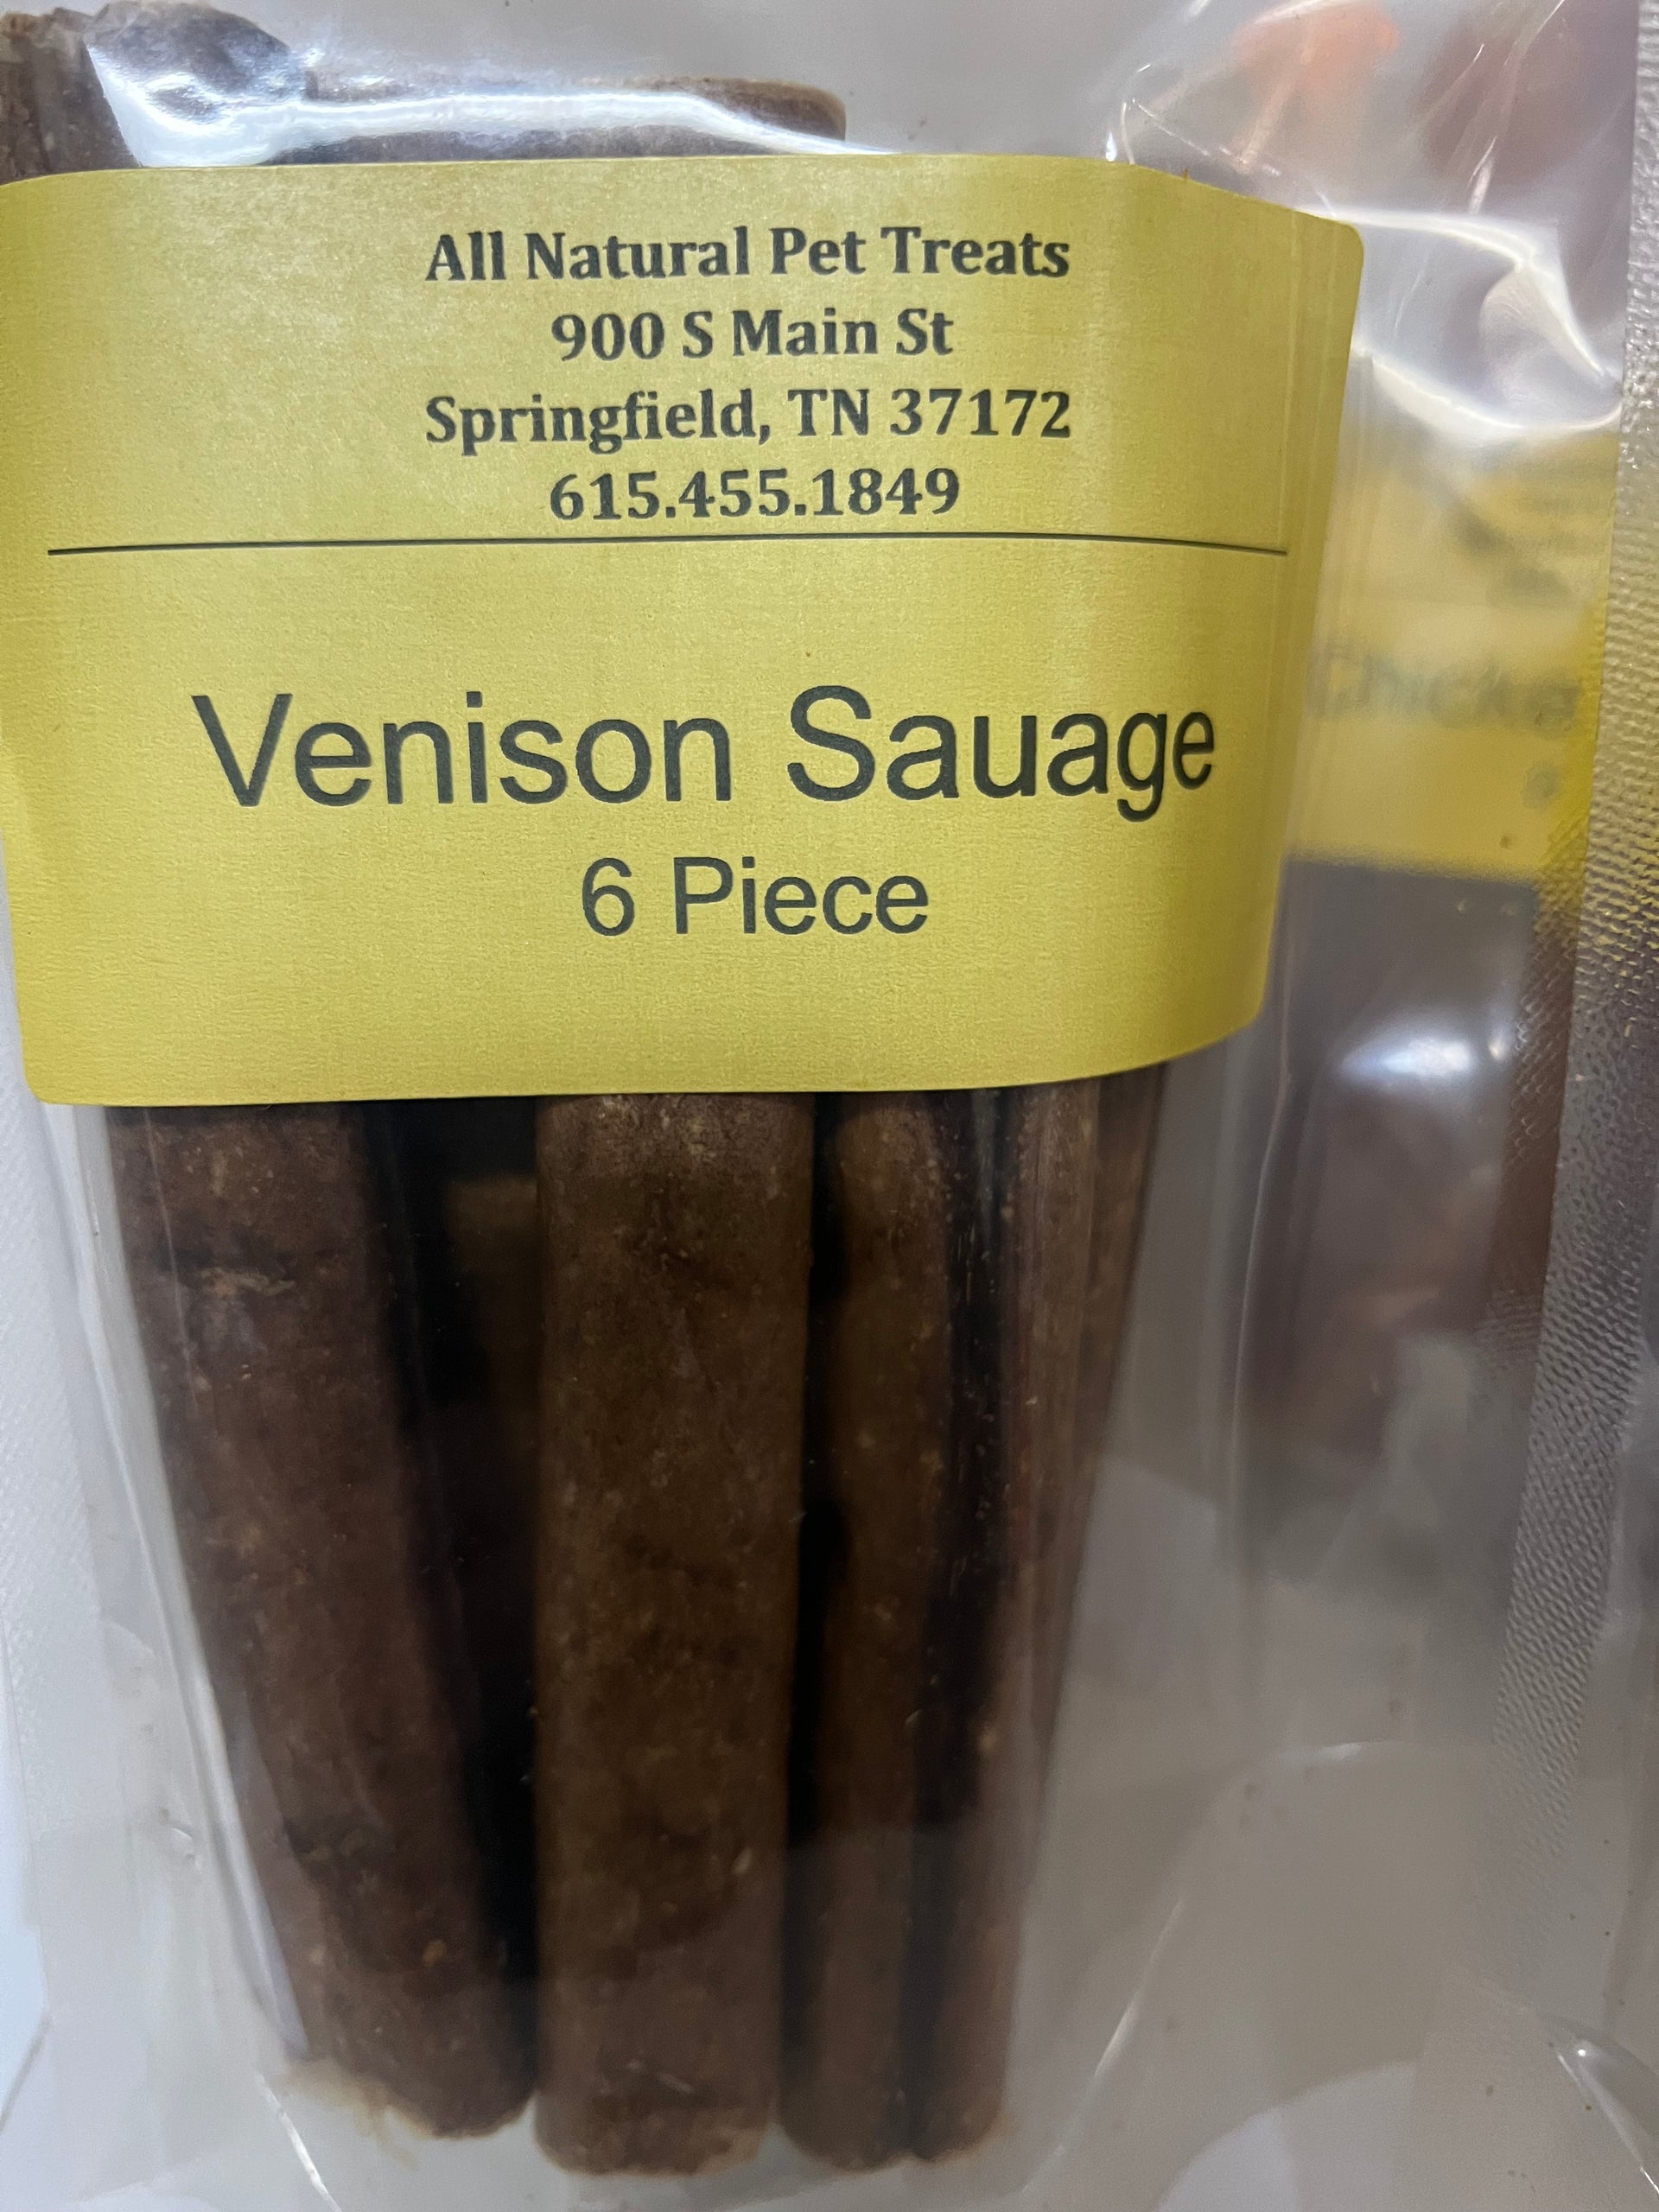 All Natural Pet Treats
900 S Main St
Springfield, TN 37172
615.455.1849
Venison Sauage
6 Piece